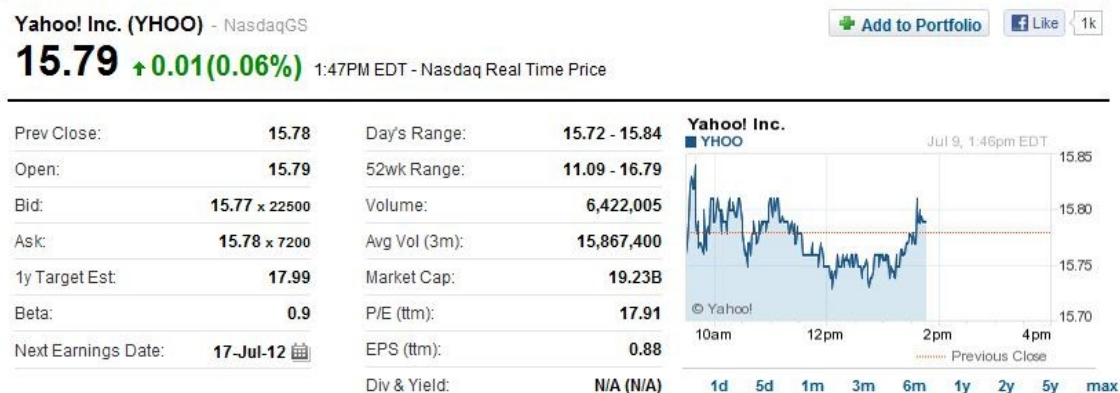 Yahoo! Inc. (YHOO) - NasdaqGS
Add to Portfolio
Like
1k
15.79 0.01(0.06%) 1:47PM EDT - Nasdaq Real Time Price
Prev Close: 15.78
Open: 15.79
Bid: 15.77 x 22500
Ask: 15.78 x 7200
1y Target Est: 17.99
Beta: 0.9
Next Earnings Date: 17-Jul-12
Day's Range: 15.72 - 15.84
52wk Range: 11.09 - 16.79
Volume: 6,422,005
Avg Vol (3m): 15,867,400
Market Cap: 19.23B
P/E (ttm): 17.91
EPS (ttm): 0.88
Div & Yield: N/A (N/A)
Yahoo! Inc.
YHOO Jul 9, 1:46pm EDT
15.85
15.80
15.75
15.70
© Yahoo!
10am 12pm 2pm 4pm
Previous Close
1d 5d 1m 3m 6m 1y 2y 5y max